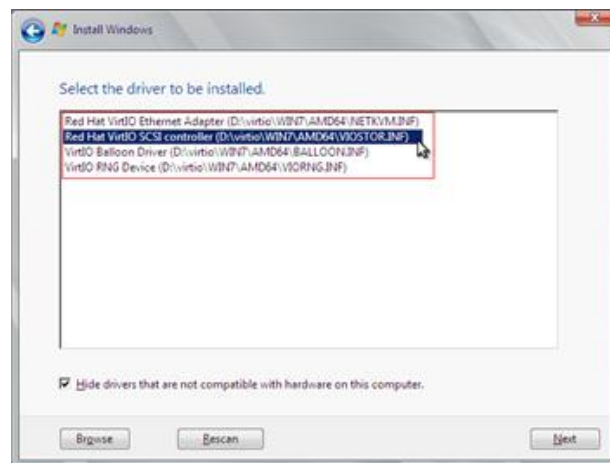 Install Windows
Select the driver to be installed.
Red Hat VirtIO Ethernet Adapter (D:\virtio\WIN7\AMD64\NETKVM.INF)
Red Hat VirtIO SCSI controller (D:\virtio\WIN7\AMD64\VIOSTOR.INF)
VirtIO Balloon Driver (D:\virtio\WIN7\AMD64\BALLOON.INF)
VirtIO RNG Device (D:\virtio\WIN7\AMD64\VIORNG.INF)
Hide drivers that are not compatible with hardware on this computer.
Browse
Rescan
Next